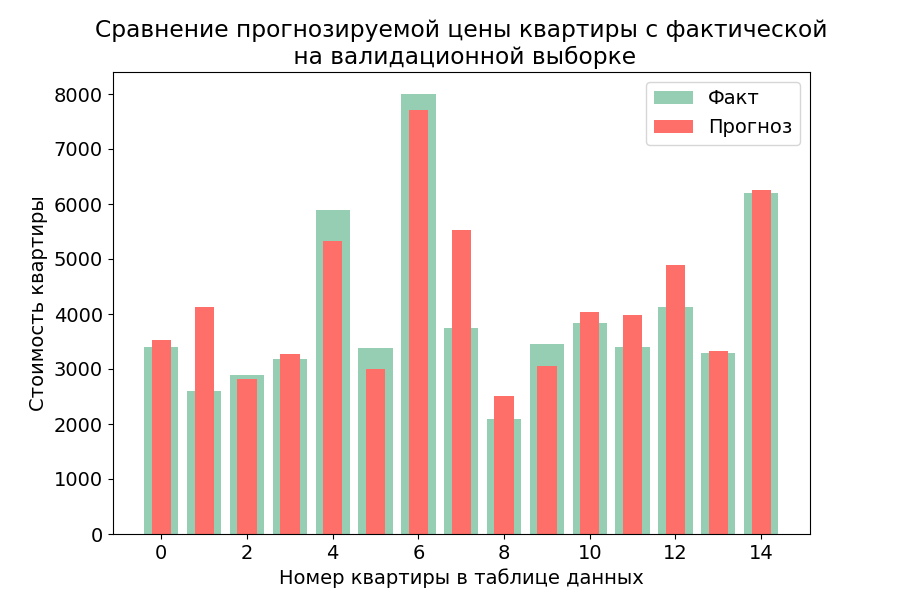 Сравнение прогнозируемой цены квартиры с фактической
на валидационной выборке
Факт
Прогноз
8000
7000
6000
5000
4000
3000
2000
1000
0
Стоимость квартиры
0 2 4 6 8 10 12 14
Номер квартиры в таблице данных